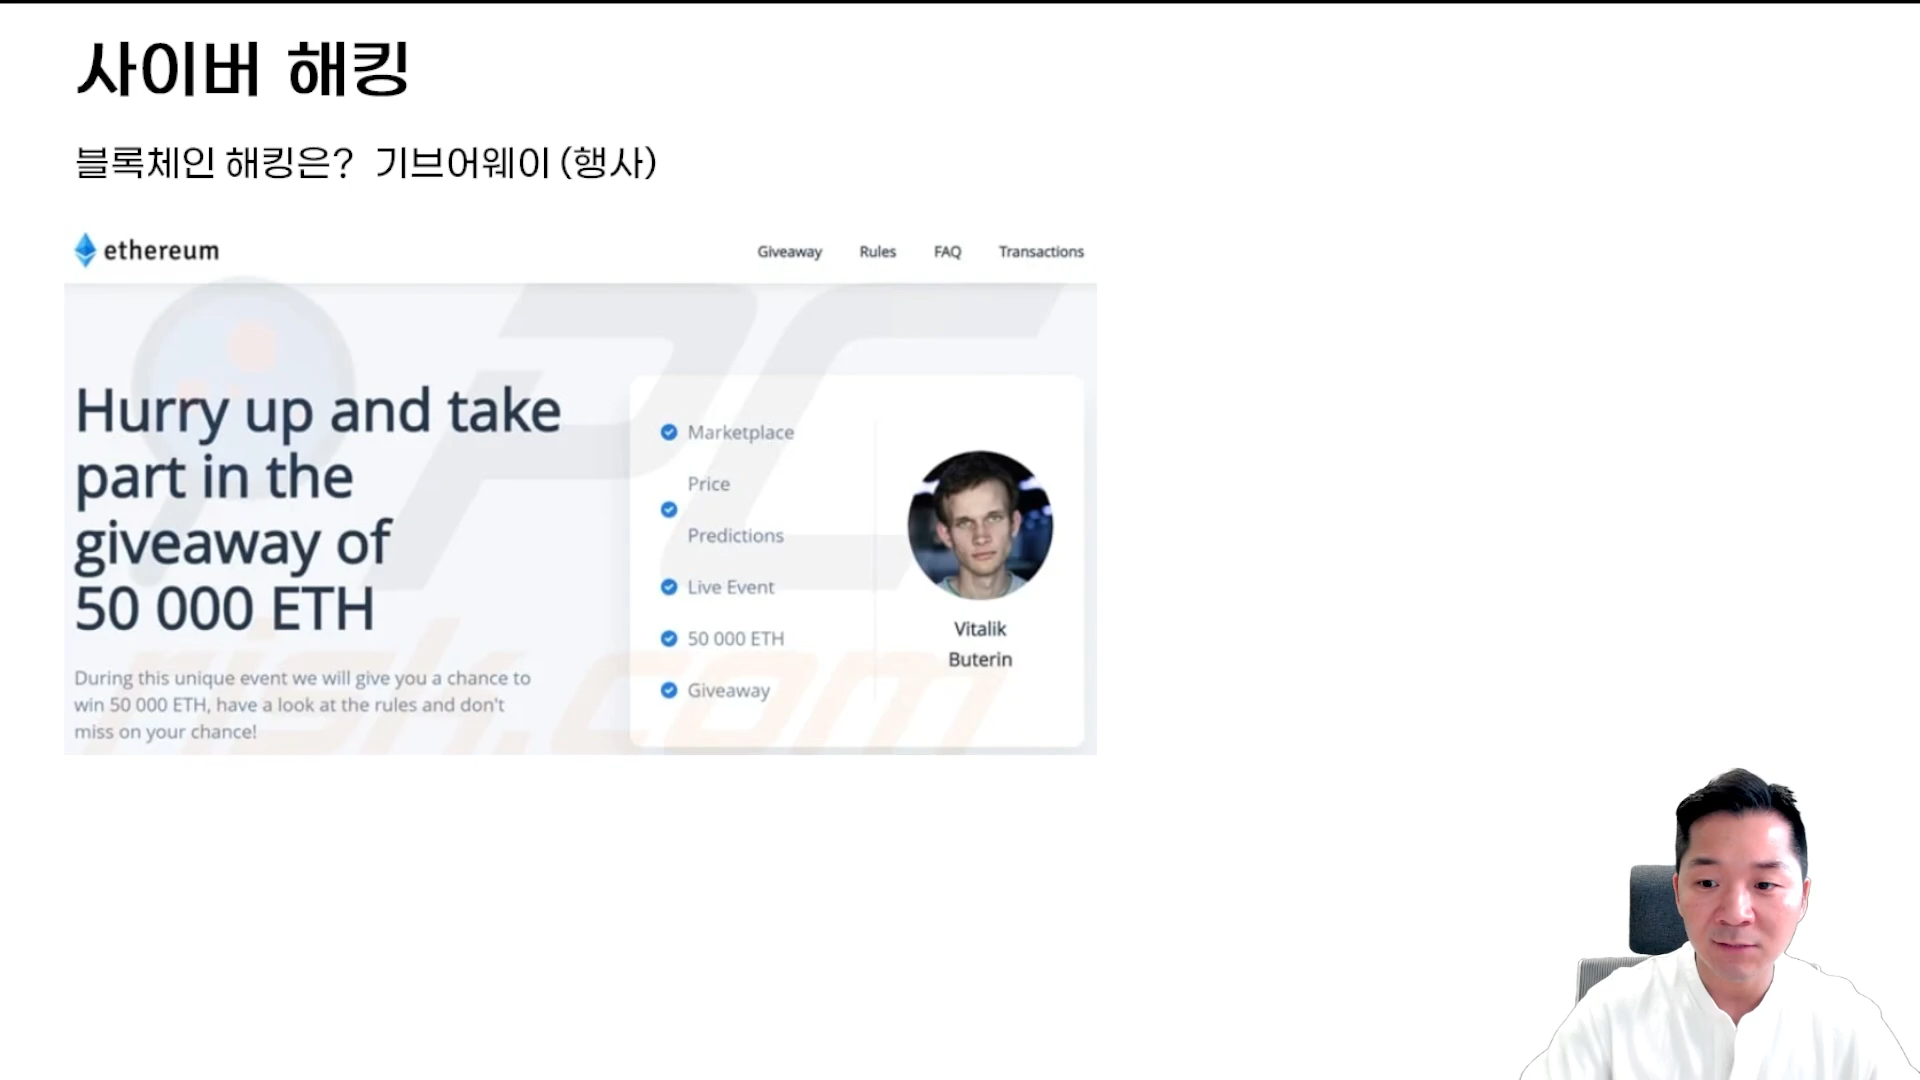 사이버 해킹
블록체인 해킹은? 기브어웨이 (행사)
ethereum
Giveaway Rules FAQ Transactions
Hurry up and take
part in the
giveaway of
50 000 ETH
During this unique event we will give you a chance to
win 50 000 ETH, have a look at the rules and don't
miss on your chance!
Marketplace
Price
Predictions
Live Event
50 000 ETH
Giveaway
Vitalik
Buterin
PC
risk.com